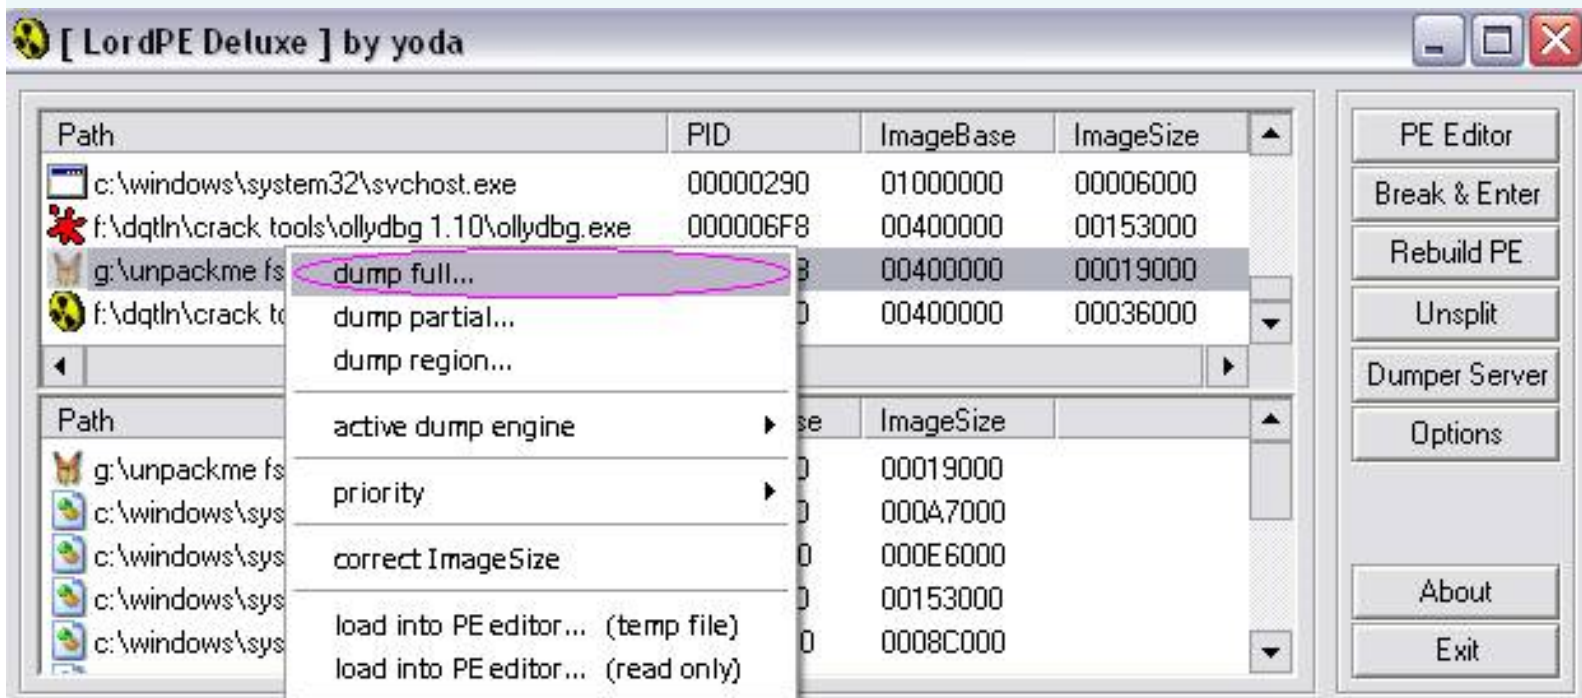 [ LordPE Deluxe ] by yoda
Path PID ImageBase ImageSize
c:\windows\system32\svchost.exe 00000290 01000000 00006000
f:\dqtln\crack tools\ollydbg 1.10\ollydbg.exe 000006F8 00400000 00153000
g:\unpackme fs 00400000 00019000
f:\dqtln\crack to 00400000 00036000
dump full...
dump partial...
dump region...
active dump engine
priority
correct ImageSize
load into PE editor... (temp file)
load into PE editor... (read only)
Path se ImageSize
g:\unpackme fs 00019000
c:\windows\sys 000A7000
c:\windows\sys 000E6000
c:\windows\sys 00153000
c:\windows\sys 0008C000
PE Editor
Break & Enter
Rebuild PE
Unsplit
Dumper Server
Options
About
Exit